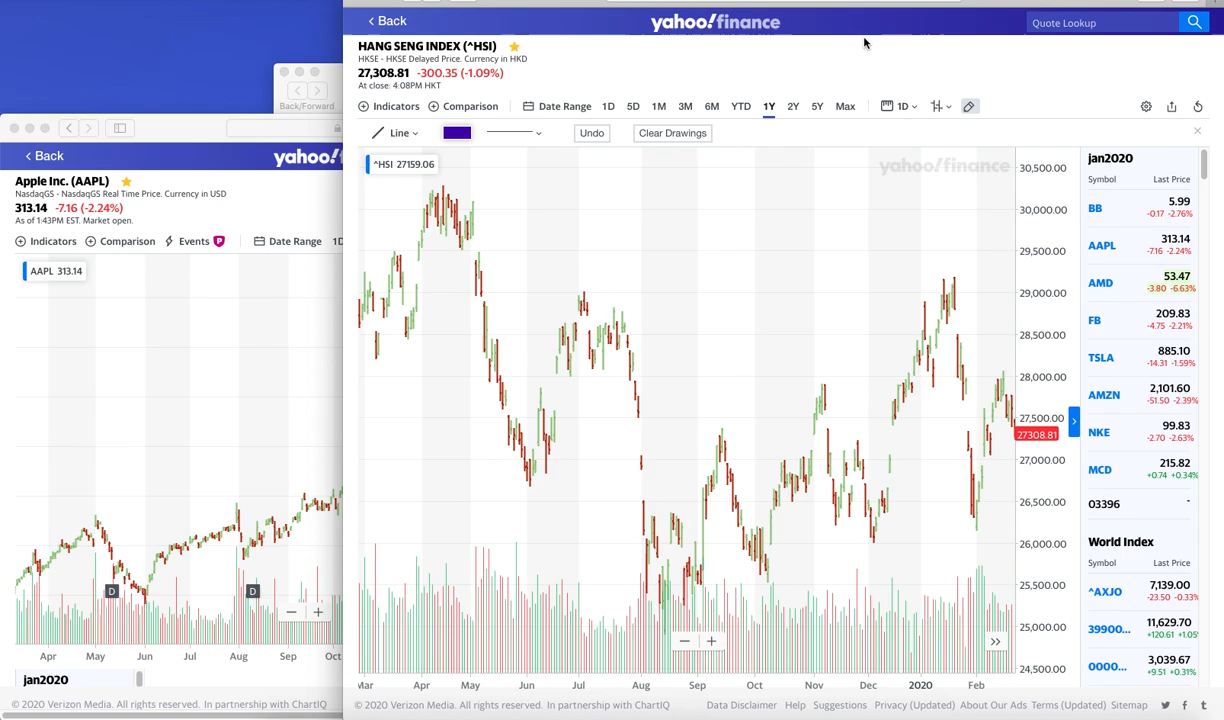 Back
yahoo!finance
Quote Lookup
HANG SENG INDEX (^HSI)
HKSE - HKSE Delayed Price. Currency in HKD
27,308.81 -300.35 (-1.09%)
At close: 4:08PM HKT
Indicators Comparison Date Range 1D 5D 1M 3M 6M YTD 1Y 2Y 5Y Max 1D
Line Undo Clear Drawings
^HSI 27159.06
yahoo!finance
30,500.00
30,000.00
29,500.00
29,000.00
28,500.00
28,000.00
27,500.00
27308.81
27,000.00
26,500.00
26,000.00
25,500.00
25,000.00
24,500.00
Mar Apr May Jun Jul Aug Sep Oct Nov Dec 2020 Feb
jan2020
Symbol Last Price
BB 5.99
-0.17 -2.76%
AAPL 313.14
-7.16 -2.24%
AMD 53.47
-3.80 -6.63%
FB 209.83
-4.75 -2.21%
TSLA 885.10
-14.31 -1.59%
AMZN 2,101.60
-51.50 -2.39%
NKE 99.83
-2.70 -2.63%
MCD 215.82
+0.74 +0.34%
03396 -
World Index
Symbol Last Price
^AXJO 7,139.00
-23.50 -0.33%
39900... 11,629.70
+120.61 +1.05
0000... 3,039.67
+9.51 +0.31%
© 2020 Verizon Media. All rights reserved. In partnership with ChartIQ Data Disclaimer Help Suggestions Privacy (Updated) About Our Ads Terms (Updated) Sitemap
Back/Forward
Back
yahoo!
Apple Inc. (AAPL)
NasdaqGS - NasdaqGS Real Time Price. Currency in USD
313.14 -7.16 (-2.24%)
As of 1:43PM EST. Market open.
Indicators Comparison Events P Date Range 1D
AAPL 313.14
D D
Apr May Jun Jul Aug Sep Oct
jan2020
© 2020 Verizon Media. All rights reserved. In partnership with ChartIQ